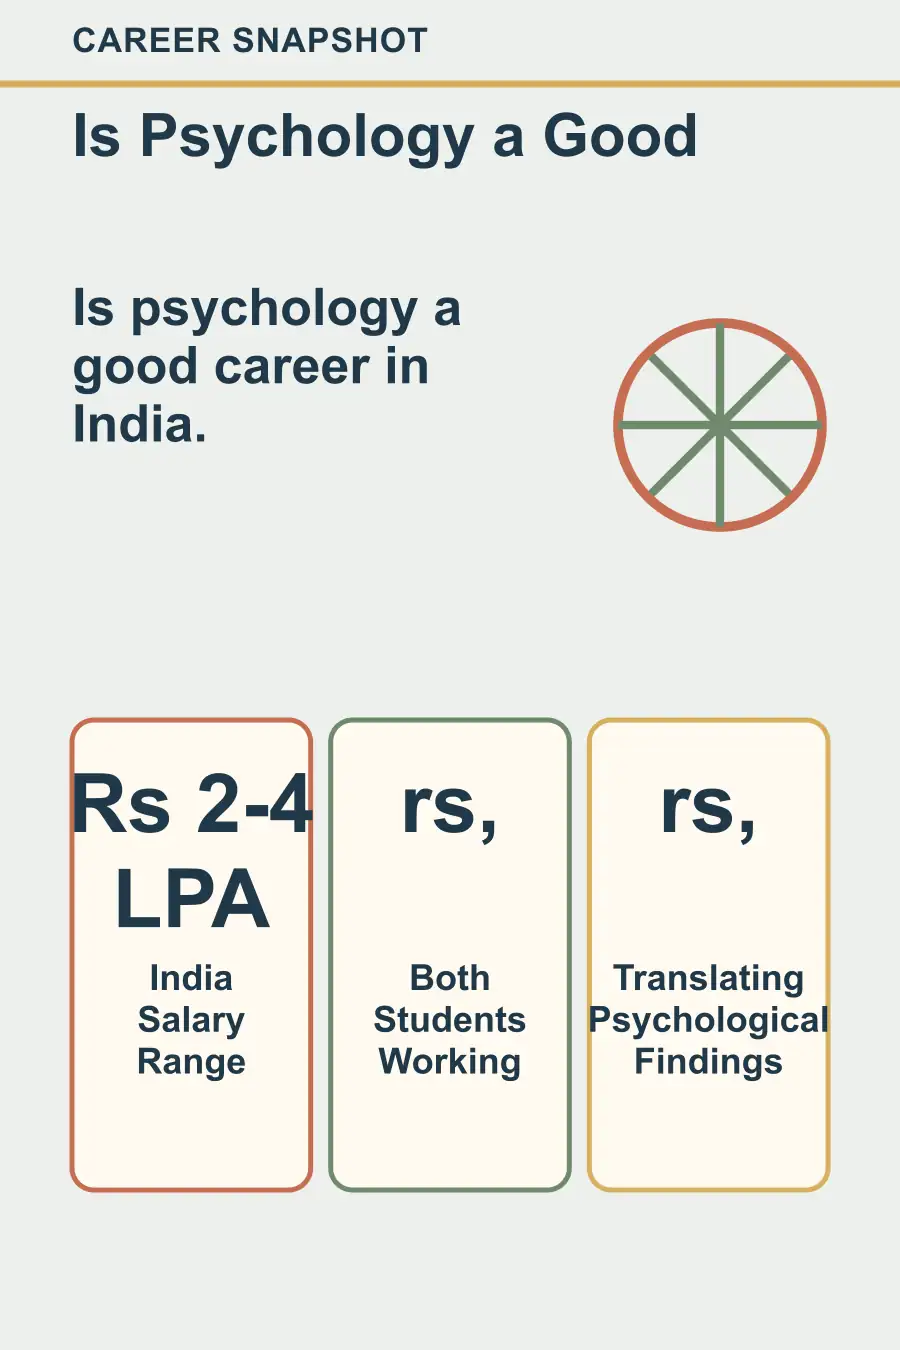 CAREER SNAPSHOT
Is Psychology a Good
Is psychology a
good career in
India.
Rs 2-4
LPA
India
Salary
Range
rs,
Both
Students
Working
rs,
Translating
Psychological
Findings